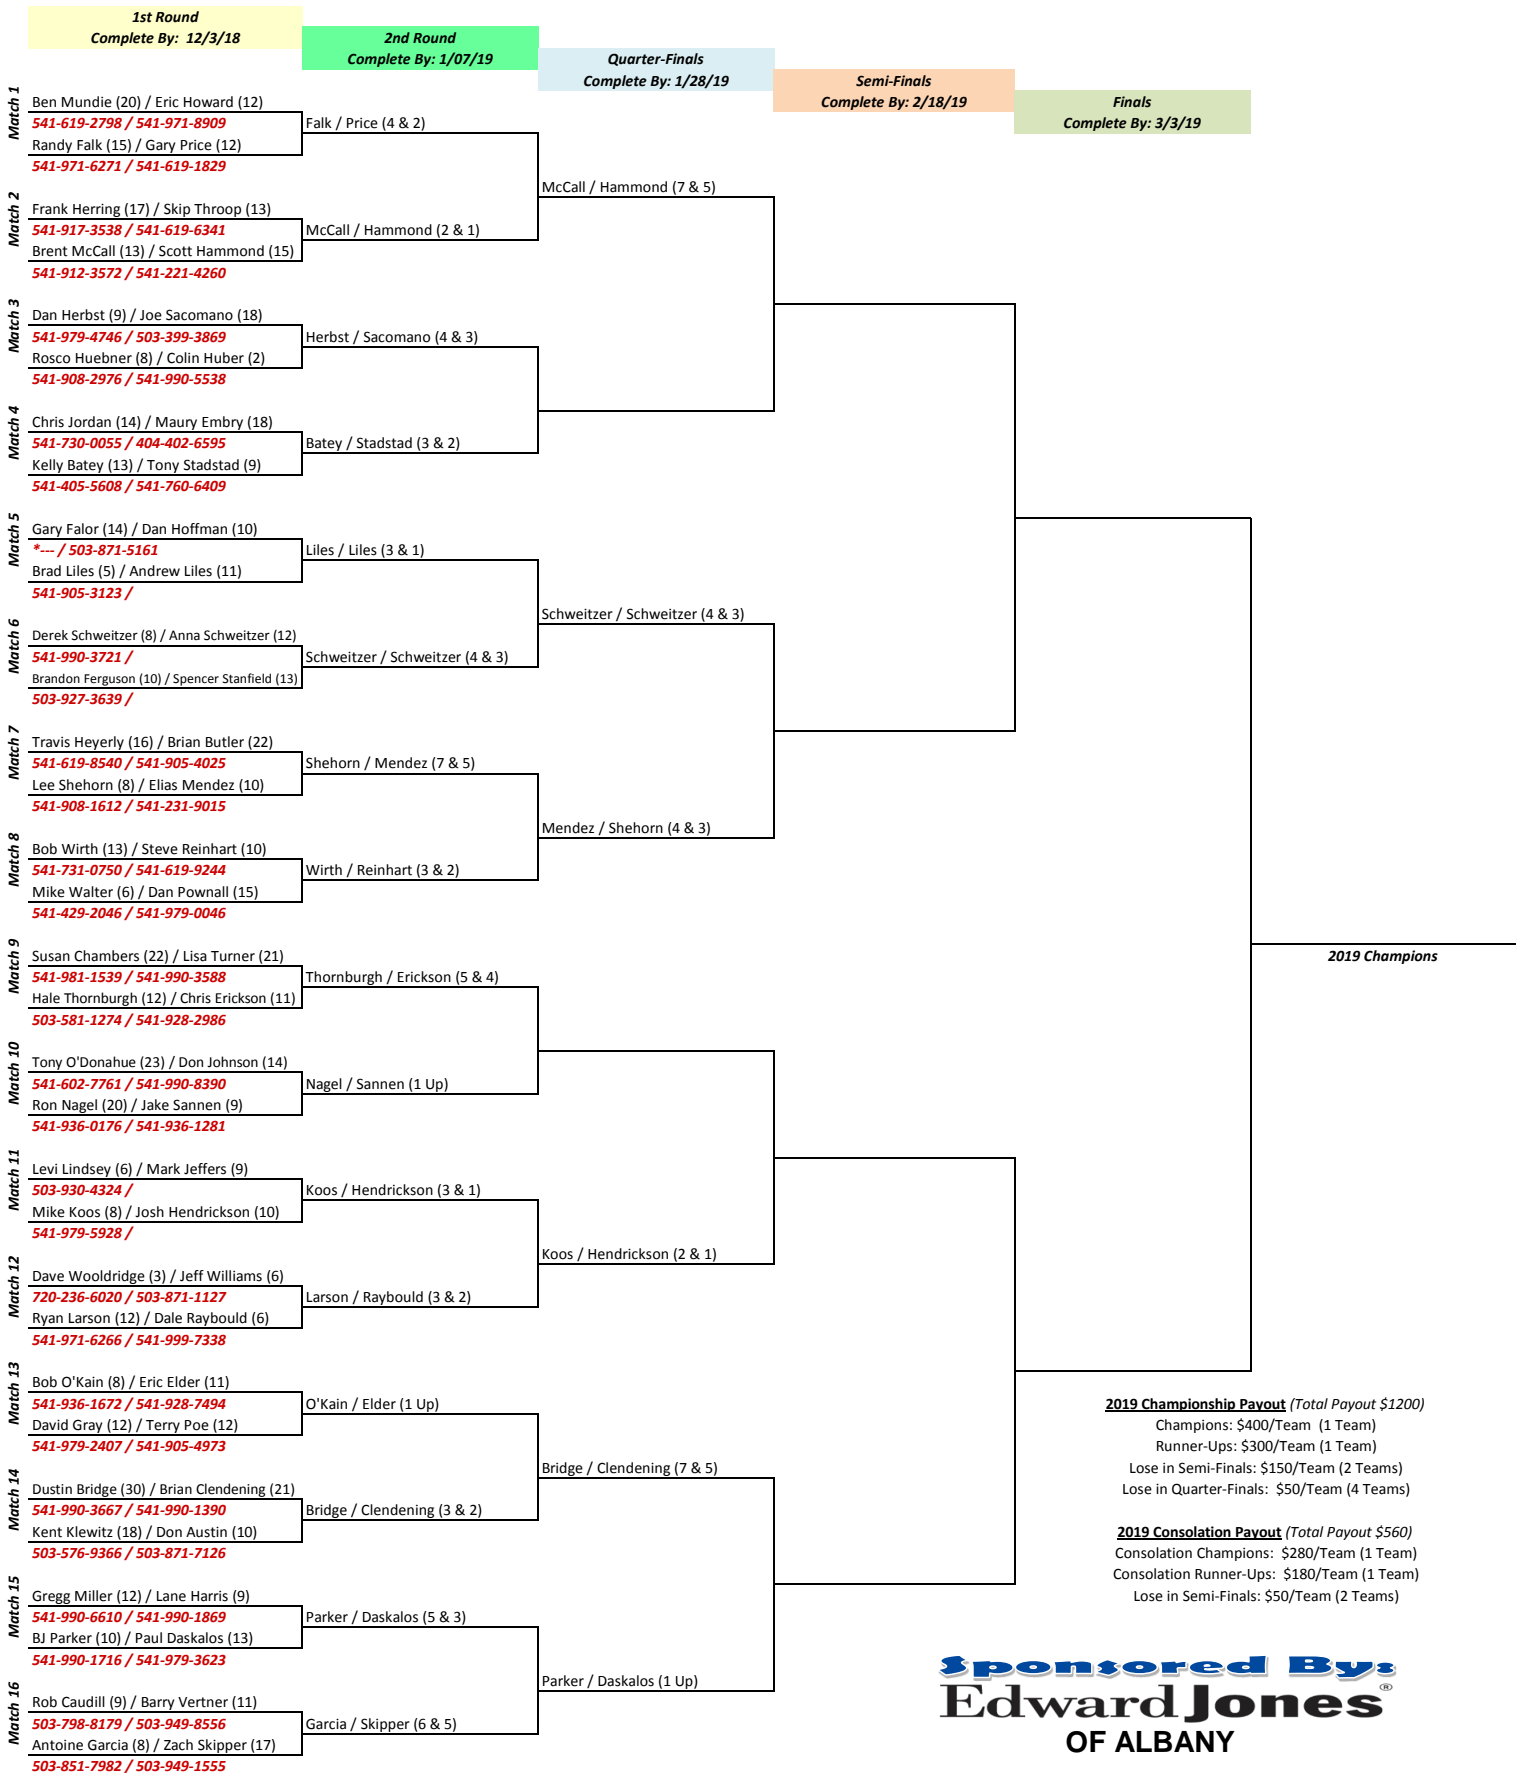 1st Round
Complete By: 12/3/18
2nd Round
Complete By: 1/07/19
Quarter-Finals
Complete By: 1/28/19
Semi-Finals
Complete By: 2/18/19
Finals
Complete By: 3/3/19
Match 1
Ben Mundie (20) / Eric Howard (12)
541-619-2798 / 541-971-8909
Randy Falk (15) / Gary Price (12)
541-971-6271 / 541-619-1829
Falk / Price (4 & 2)
Match 2
Frank Herring (17) / Skip Throop (13)
541-917-3538 / 541-619-6341
Brent McCall (13) / Scott Hammond (15)
541-912-3572 / 541-221-4260
McCall / Hammond (2 & 1)
McCall / Hammond (7 & 5)
Match 3
Dan Herbst (9) / Joe Sacomano (18)
541-979-4746 / 503-399-3869
Rosco Huebner (8) / Colin Huber (2)
541-908-2976 / 541-990-5538
Herbst / Sacomano (4 & 3)
Match 4
Chris Jordan (14) / Maury Embry (18)
541-730-0055 / 404-402-6595
Kelly Batey (13) / Tony Stadstad (9)
541-405-5608 / 541-760-6409
Batey / Stadstad (3 & 2)
Match 5
Gary Falor (14) / Dan Hoffman (10)
*--- / 503-871-5161
Brad Liles (5) / Andrew Liles (11)
541-905-3123 /
Liles / Liles (3 & 1)
Match 6
Derek Schweitzer (8) / Anna Schweitzer (12)
541-990-3721 /
Brandon Ferguson (10) / Spencer Stanfield (13)
503-927-3639 /
Schweitzer / Schweitzer (4 & 3)
Schweitzer / Schweitzer (4 & 3)
Match 7
Travis Heyerly (16) / Brian Butler (22)
541-619-8540 / 541-905-4025
Lee Shehorn (8) / Elias Mendez (10)
541-908-1612 / 541-231-9015
Shehorn / Mendez (7 & 5)
Match 8
Bob Wirth (13) / Steve Reinhart (10)
541-731-0750 / 541-619-9244
Mike Walter (6) / Dan Pownall (15)
541-429-2046 / 541-979-0046
Wirth / Reinhart (3 & 2)
Mendez / Shehorn (4 & 3)
Match 9
Susan Chambers (22) / Lisa Turner (21)
541-981-1539 / 541-990-3588
Hale Thornburgh (12) / Chris Erickson (11)
503-581-1274 / 541-928-2986
Thornburgh / Erickson (5 & 4)
2019 Champions
Match 10
Tony O'Donahue (23) / Don Johnson (14)
541-602-7761 / 541-990-8390
Ron Nagel (20) / Jake Sannen (9)
541-936-0176 / 541-936-1281
Nagel / Sannen (1 Up)
Match 11
Levi Lindsey (6) / Mark Jeffers (9)
503-930-4324 /
Mike Koos (8) / Josh Hendrickson (10)
541-979-5928 /
Koos / Hendrickson (3 & 1)
Match 12
Dave Wooldridge (3) / Jeff Williams (6)
720-236-6020 / 503-871-1127
Ryan Larson (12) / Dale Raybould (6)
541-971-6266 / 541-999-7338
Larson / Raybould (3 & 2)
Koos / Hendrickson (2 & 1)
Match 13
Bob O'Kain (8) / Eric Elder (11)
541-936-1672 / 541-928-7494
David Gray (12) / Terry Poe (12)
541-979-2407 / 541-905-4973
O'Kain / Elder (1 Up)
Match 14
Dustin Bridge (30) / Brian Clendening (21)
541-990-3667 / 541-990-1390
Kent Klewitz (18) / Don Austin (10)
503-576-9366 / 503-871-7126
Bridge / Clendening (3 & 2)
Bridge / Clendening (7 & 5)
Match 15
Gregg Miller (12) / Lane Harris (9)
541-990-6610 / 541-990-1869
BJ Parker (10) / Paul Daskalos (13)
541-990-1716 / 541-979-3623
Parker / Daskalos (5 & 3)
Match 16
Rob Caudill (9) / Barry Vertner (11)
503-798-8179 / 503-949-8556
Antoine Garcia (8) / Zach Skipper (17)
503-851-7982 / 503-949-1555
Garcia / Skipper (6 & 5)
Parker / Daskalos (1 Up)
2019 Championship Payout (Total Payout $1200)
Champions: $400/Team (1 Team)
Runner-Ups: $300/Team (1 Team)
Lose in Semi-Finals: $150/Team (2 Teams)
Lose in Quarter-Finals: $50/Team (4 Teams)
2019 Consolation Payout (Total Payout $560)
Consolation Champions: $280/Team (1 Team)
Consolation Runner-Ups: $180/Team (1 Team)
Lose in Semi-Finals: $50/Team (2 Teams)
Sponsored By:
Edward Jones®
OF ALBANY